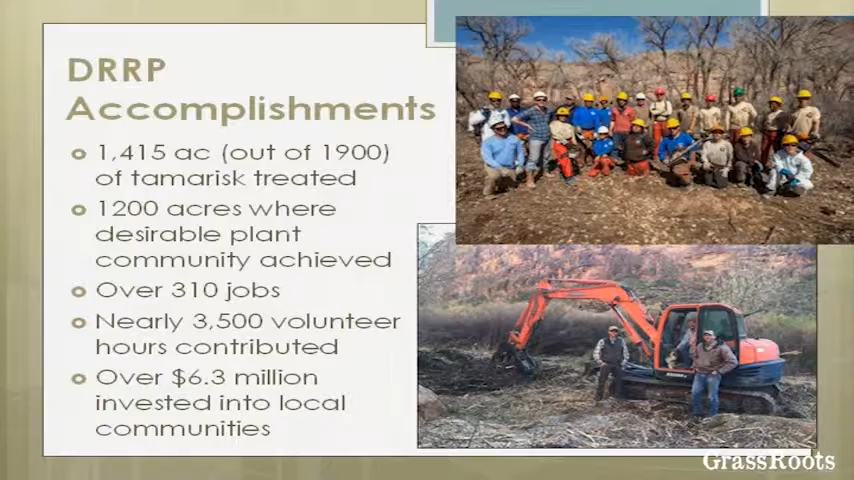 DRRP
Accomplishments
1,415 ac (out of 1900)
of tamarisk treated
1200 acres where
desirable plant
community achieved
Over 310 jobs
Nearly 3,500 volunteer
hours contributed
Over $6.3 million
invested into local
communities
GrassRoots